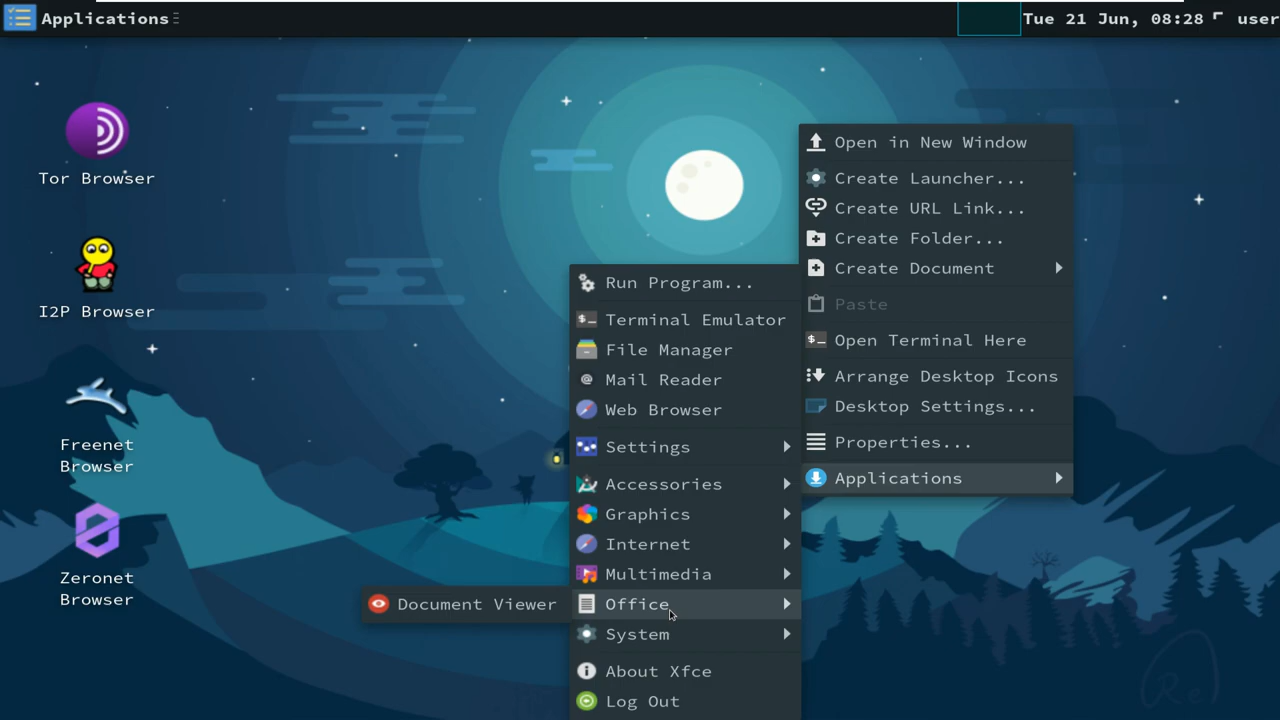 Applications
Tue 21 Jun, 08:28
user
Tor Browser
I2P Browser
Freenet
Browser
Zeronet
Browser
Open in New Window
Create Launcher...
Create URL Link...
Create Folder...
Create Document
Paste
Open Terminal Here
Arrange Desktop Icons
Desktop Settings...
Properties...
Applications
Run Program...
Terminal Emulator
File Manager
Mail Reader
Web Browser
Settings
Accessories
Graphics
Internet
Multimedia
Office
System
About Xfce
Log Out
Document Viewer